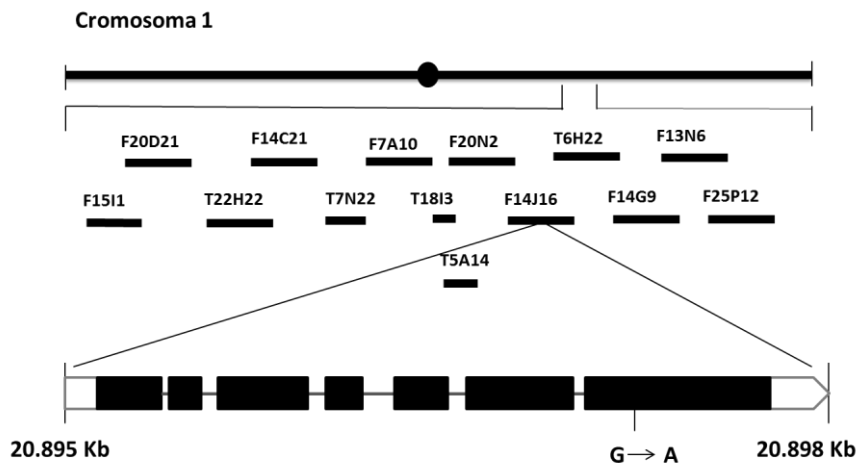 Cromosoma 1
F20D21 F14C21 F7A10 F20N2 T6H22 F13N6
F15I1 T22H22 T7N22 T18I3 F14J16 F14G9 F25P12
T5A14
20.895 Kb 20.898 Kb
G → A